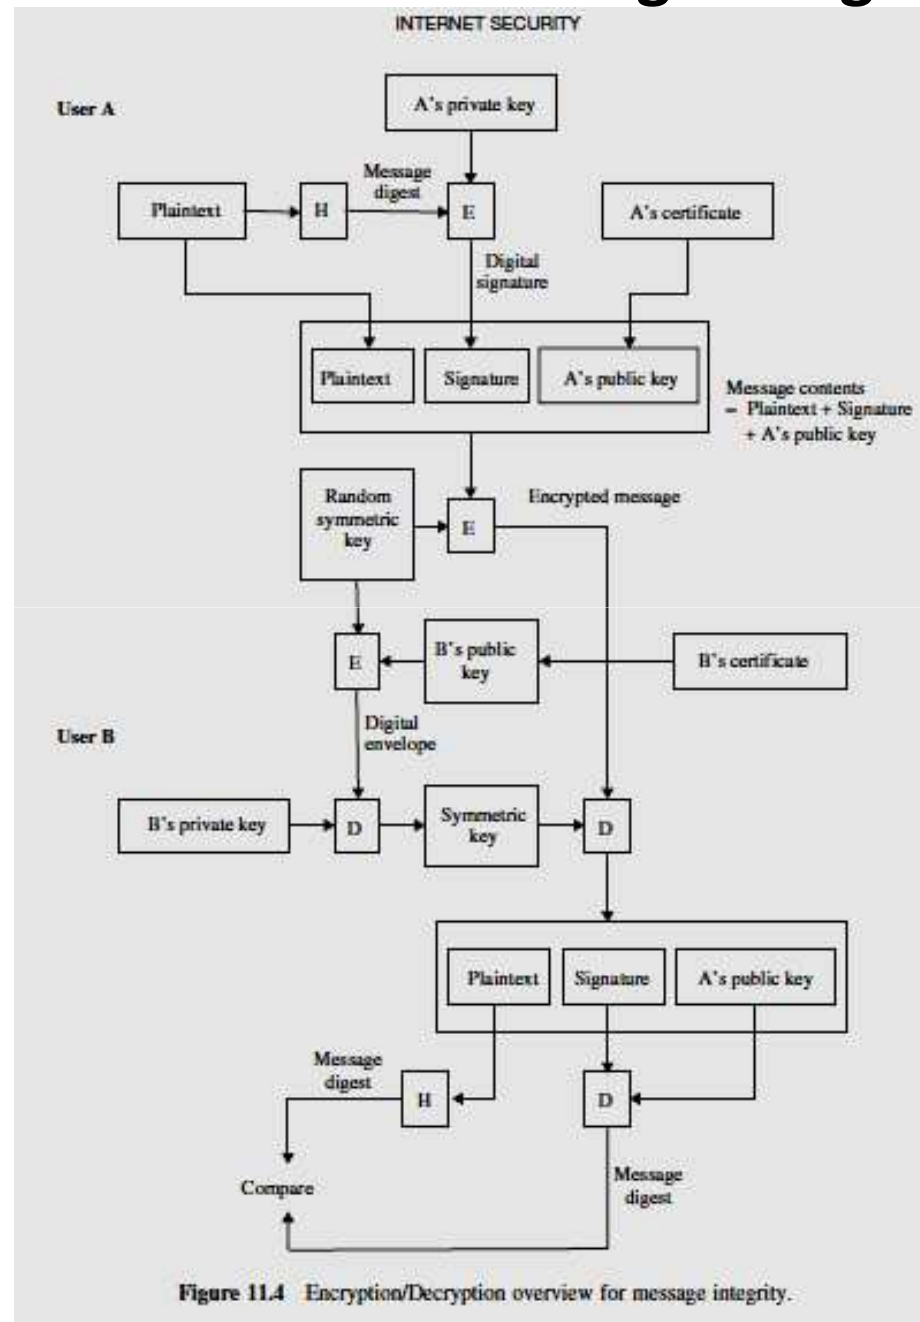 INTERNET SECURITY
User A
A's private key
Plaintext
H
Message
digest
E
A's certificate
Digital
signature
Plaintext
Signature
A's public key
Message contents
= Plaintext + Signature
+ A's public key
Random
symmetric
key
E
Encrypted message
E
B's public
key
B's certificate
Digital
envelope
User B
B's private key
D
Symmetric
key
D
Plaintext
Signature
A's public key
Message
digest
H
D
Compare
Message
digest
Figure 11.4 Encryption/Decryption overview for message integrity.